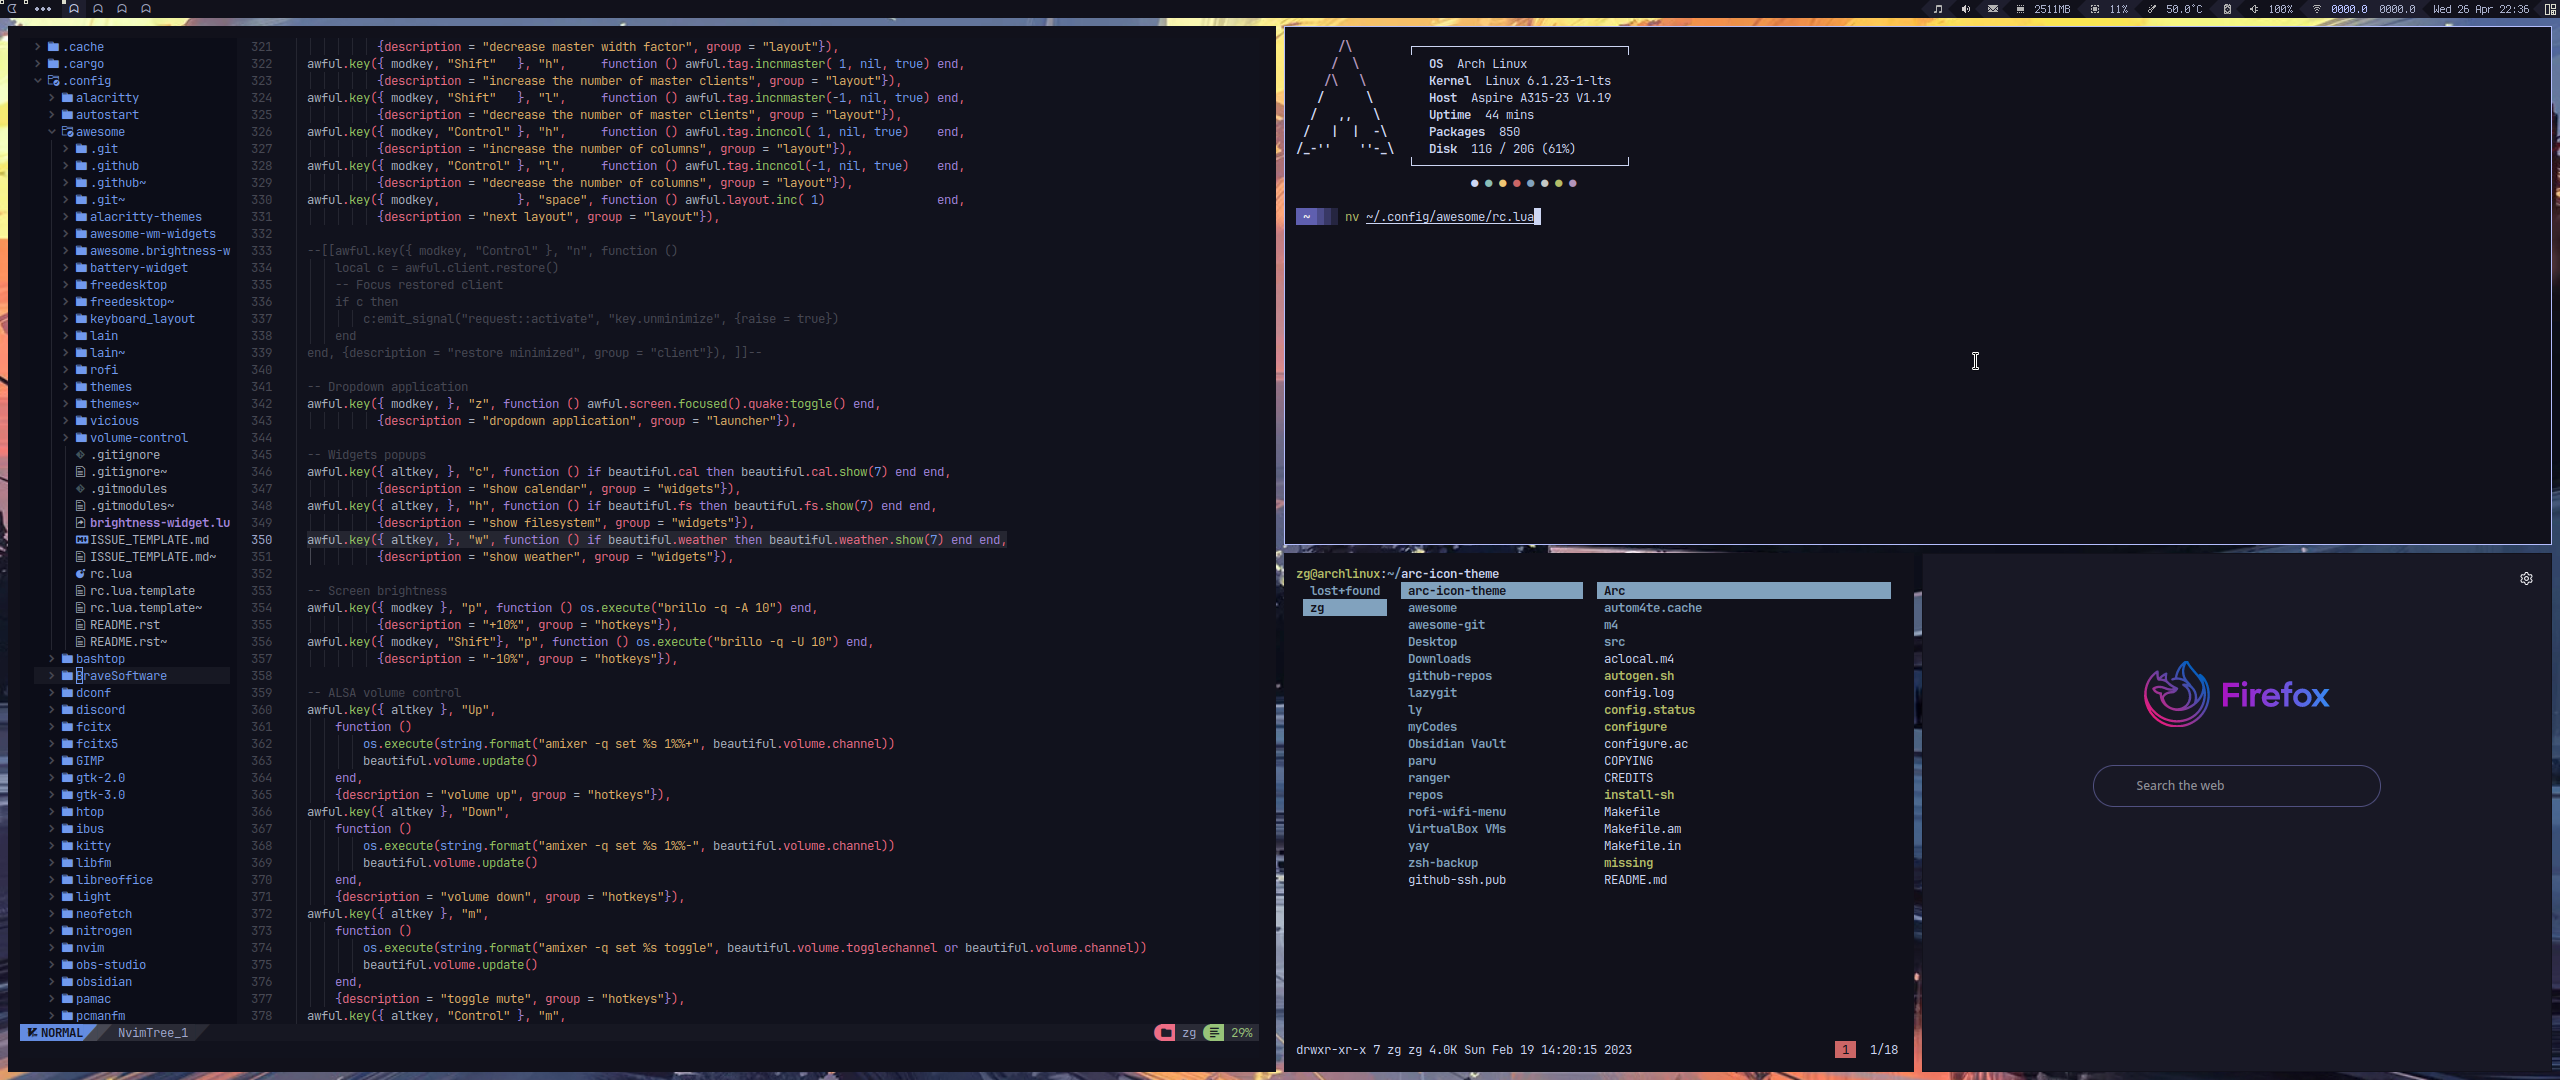 2511MB 11% 50.0°C 100% 0000.0 0000.0 Wed 26 Apr 22:36
.cache
.cargo
.config
alacritty
autostart
awesome
.git
.github
.github~
.git~
alacritty-themes
awesome-wm-widgets
awesome.brightness-w
battery-widget
freedesktop
freedesktop~
keyboard_layout
lain
lain~
rofi
themes
themes~
vicious
volume-control
.gitignore
.gitignore~
.gitmodules
.gitmodules~
brightness-widget.lu
ISSUE_TEMPLATE.md
ISSUE_TEMPLATE.md~
rc.lua
rc.lua.template
rc.lua.template~
README.rst
README.rst~
bashtop
BraveSoftware
dconf
discord
fcitx
fcitx5
GIMP
gtk-2.0
gtk-3.0
htop
ibus
kitty
libfm
libreoffice
light
neofetch
nitrogen
nvim
obs-studio
obsidian
pamac
pcmanfm
321 {description = "decrease master width factor", group = "layout"}),
322 awful.key({ modkey, "Shift" }, "h", function () awful.tag.incnmaster( 1, nil, true) end,
323 {description = "increase the number of master clients", group = "layout"}),
324 awful.key({ modkey, "Shift" }, "l", function () awful.tag.incnmaster(-1, nil, true) end,
325 {description = "decrease the number of master clients", group = "layout"}),
326 awful.key({ modkey, "Control" }, "h", function () awful.tag.incncol( 1, nil, true) end,
327 {description = "increase the number of columns", group = "layout"}),
328 awful.key({ modkey, "Control" }, "l", function () awful.tag.incncol(-1, nil, true) end,
329 {description = "decrease the number of columns", group = "layout"}),
330 awful.key({ modkey, }, "space", function () awful.layout.inc( 1) end,
331 {description = "next layout", group = "layout"}),
332
333 --[[awful.key({ modkey, "Control" }, "n", function ()
334 local c = awful.client.restore()
335 -- Focus restored client
336 if c then
337 c:emit_signal("request::activate", "key.unminimize", {raise = true})
338 end
339 end, {description = "restore minimized", group = "client"}), ]]--
340
341 -- Dropdown application
342 awful.key({ modkey, }, "z", function () awful.screen.focused().quake:toggle() end,
343 {description = "dropdown application", group = "launcher"}),
344
345 -- Widgets popups
346 awful.key({ altkey, }, "c", function () if beautiful.cal then beautiful.cal.show(7) end end,
347 {description = "show calendar", group = "widgets"}),
348 awful.key({ altkey, }, "h", function () if beautiful.fs then beautiful.fs.show(7) end end,
349 {description = "show filesystem", group = "widgets"}),
350 awful.key({ altkey, }, "w", function () if beautiful.weather then beautiful.weather.show(7) end end,
351 {description = "show weather", group = "widgets"}),
352
353 -- Screen brightness
354 awful.key({ modkey }, "p", function () os.execute("brillo -q -A 10") end,
355 {description = "+10%", group = "hotkeys"}),
356 awful.key({ modkey, "Shift"}, "p", function () os.execute("brillo -q -U 10") end,
357 {description = "-10%", group = "hotkeys"}),
358
359 -- ALSA volume control
360 awful.key({ altkey }, "Up",
361 function ()
362 os.execute(string.format("amixer -q set %s 1%%+", beautiful.volume.channel))
363 beautiful.volume.update()
364 end,
365 {description = "volume up", group = "hotkeys"}),
366 awful.key({ altkey }, "Down",
367 function ()
368 os.execute(string.format("amixer -q set %s 1%%-", beautiful.volume.channel))
369 beautiful.volume.update()
370 end,
371 {description = "volume down", group = "hotkeys"}),
372 awful.key({ altkey }, "m",
373 function ()
374 os.execute(string.format("amixer -q set %s toggle", beautiful.volume.togglechannel or beautiful.volume.channel))
375 beautiful.volume.update()
376 end,
377 {description = "toggle mute", group = "hotkeys"}),
378 awful.key({ altkey, "Control" }, "m",
NORMAL NvimTree_1 zg 29%
OS Arch Linux
Kernel Linux 6.1.23-1-lts
Host Aspire A315-23 V1.19
Uptime 44 mins
Packages 850
Disk 11G / 20G (61%)
~ nv ~/.config/awesome/rc.lua
zg@archlinux:~/arc-icon-theme
lost+found
zg
arc-icon-theme
awesome
awesome-git
Desktop
Downloads
github-repos
lazygit
ly
myCodes
Obsidian Vault
paru
ranger
repos
rofi-wifi-menu
VirtualBox VMs
yay
zsh-backup
github-ssh.pub
Arc
autom4te.cache
m4
src
aclocal.m4
autogen.sh
config.log
config.status
configure
configure.ac
COPYING
CREDITS
install-sh
Makefile
Makefile.am
Makefile.in
missing
README.md
drwxr-xr-x 7 zg zg 4.0K Sun Feb 19 14:20:15 2023 1 1/18
Firefox
Search the web